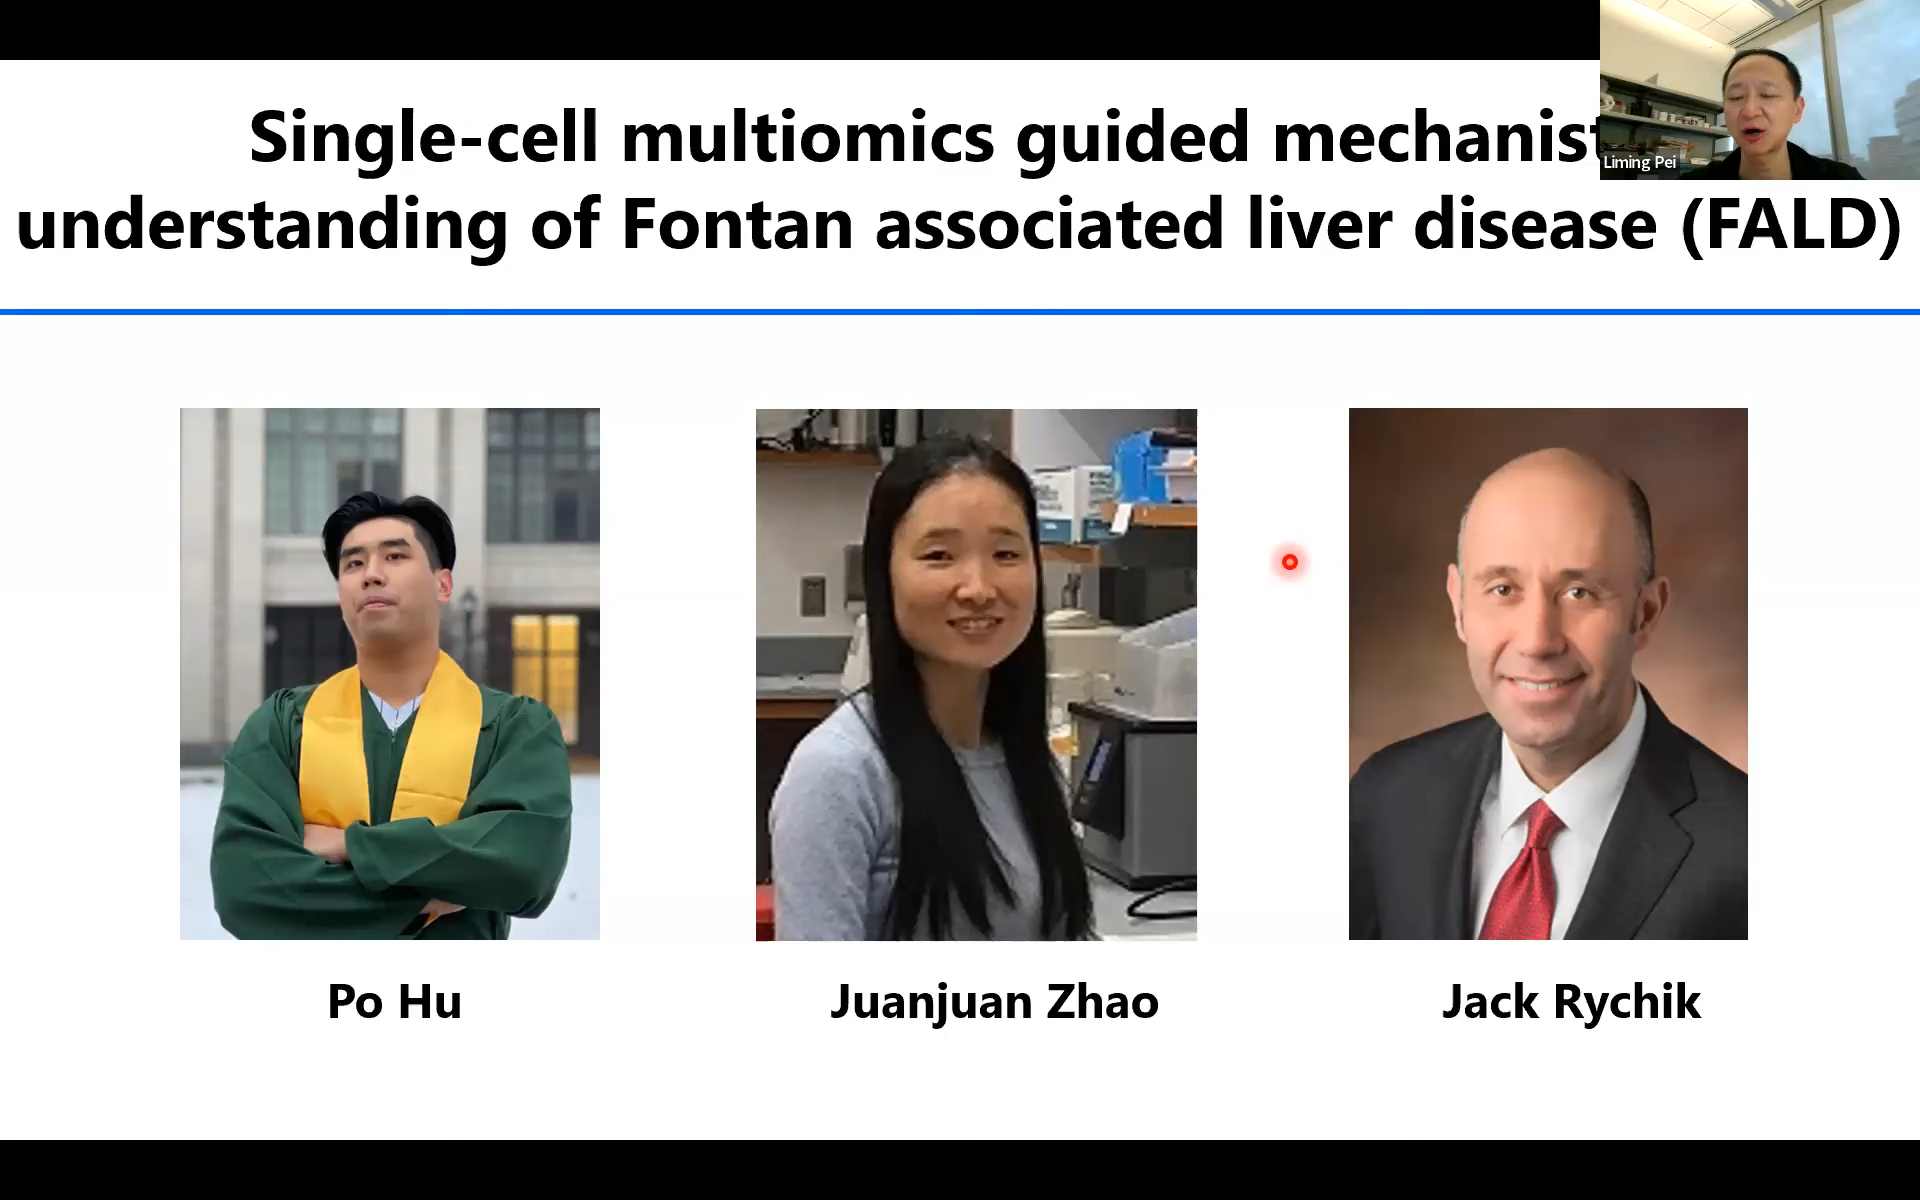 Single-cell multiomics guided mechanist
understanding of Fontan associated liver disease (FALD)
Liming Pei
Po Hu
Juanjuan Zhao
Jack Rychik